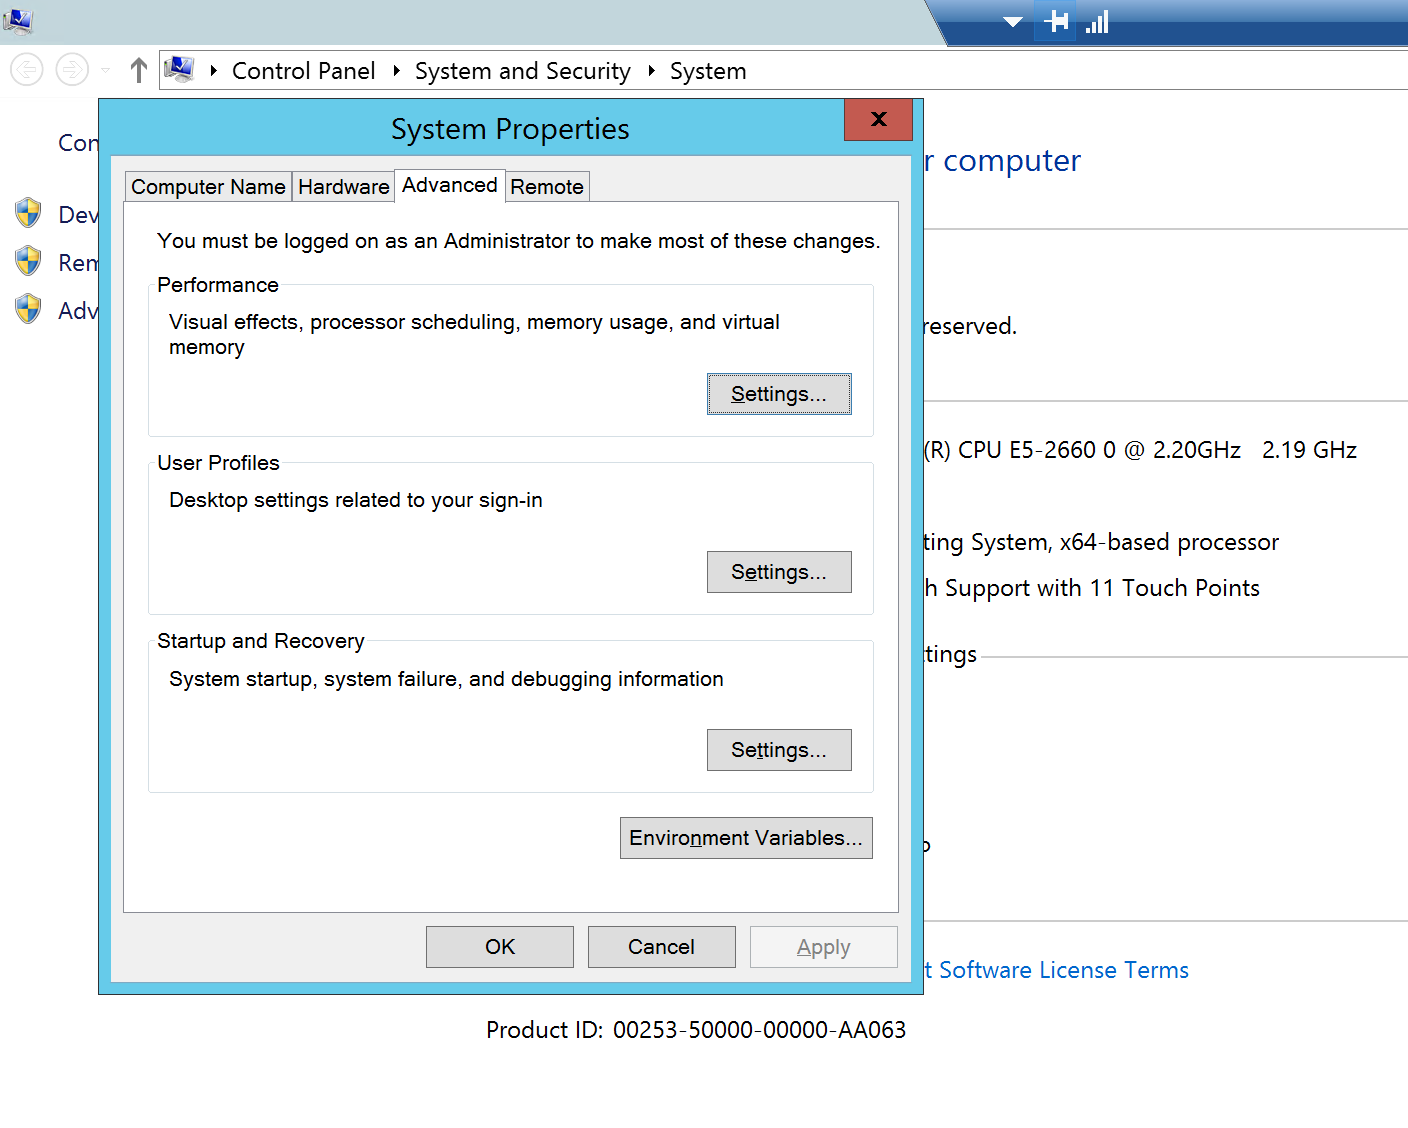 Control Panel System and Security System
System Properties
x
Computer Name Hardware Advanced Remote
You must be logged on as an Administrator to make most of these changes.
Performance
Visual effects, processor scheduling, memory usage, and virtual
memory
Settings...
User Profiles
Desktop settings related to your sign-in
Settings...
Startup and Recovery
System startup, system failure, and debugging information
Settings...
Environment Variables...
OK Cancel Apply
Con
Dev
Rem
Adv
r computer
reserved.
(R) CPU E5-2660 0 @ 2.20GHz 2.19 GHz
ting System, x64-based processor
h Support with 11 Touch Points
tings
t Software License Terms
Product ID: 00253-50000-00000-AA063